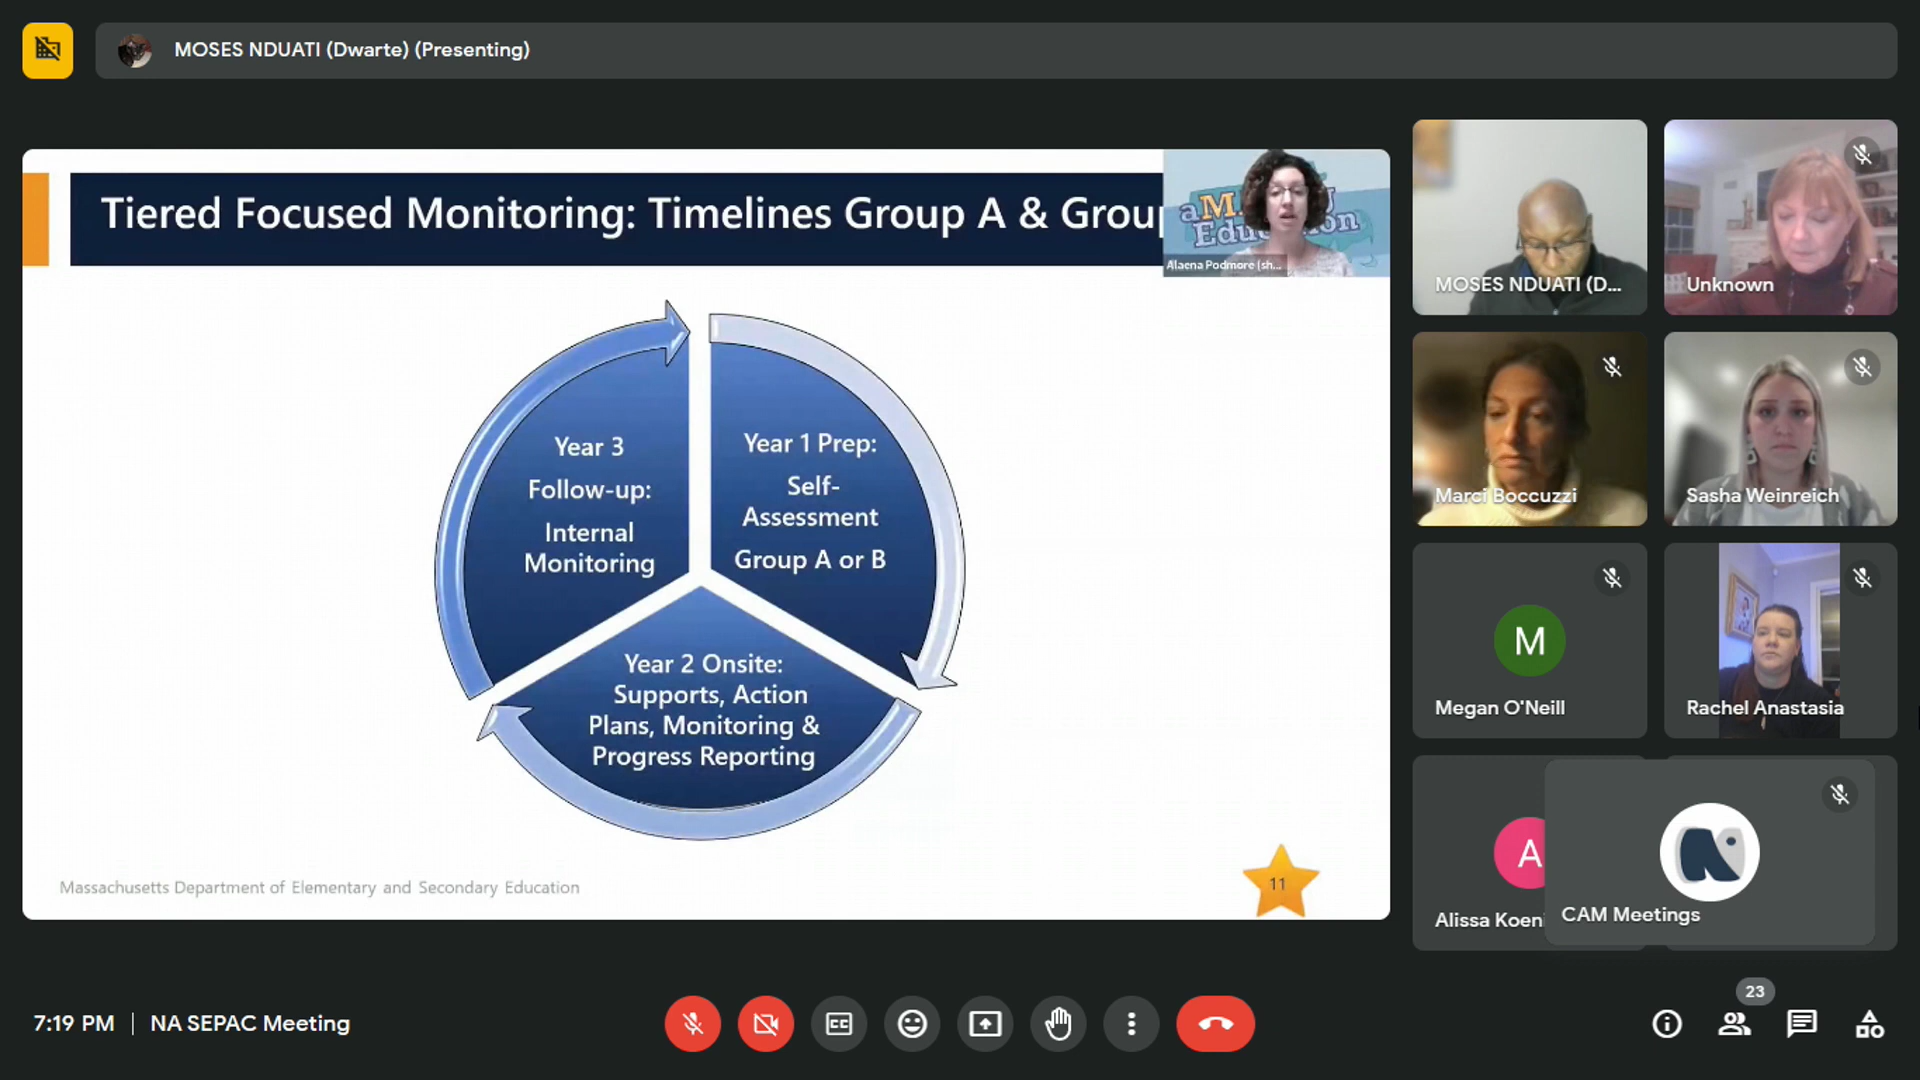 MOSES NDUATI (Dwarte) (Presenting)
Tiered Focused Monitoring: Timelines Group A & Group
Alaena Podmore (sh...
Year 3
Follow-up:
Internal
Monitoring
Year 1 Prep:
Self-
Assessment
Group A or B
Year 2 Onsite:
Supports, Action
Plans, Monitoring &
Progress Reporting
Massachusetts Department of Elementary and Secondary Education
11
MOSES NDUATI (D...
Unknown
Marci Boccuzzi
Sasha Weinreich
M
Megan O'Neill
Rachel Anastasia
A
Alissa Koeni
CAM Meetings
7:19 PM | NA SEPAC Meeting
CC
23